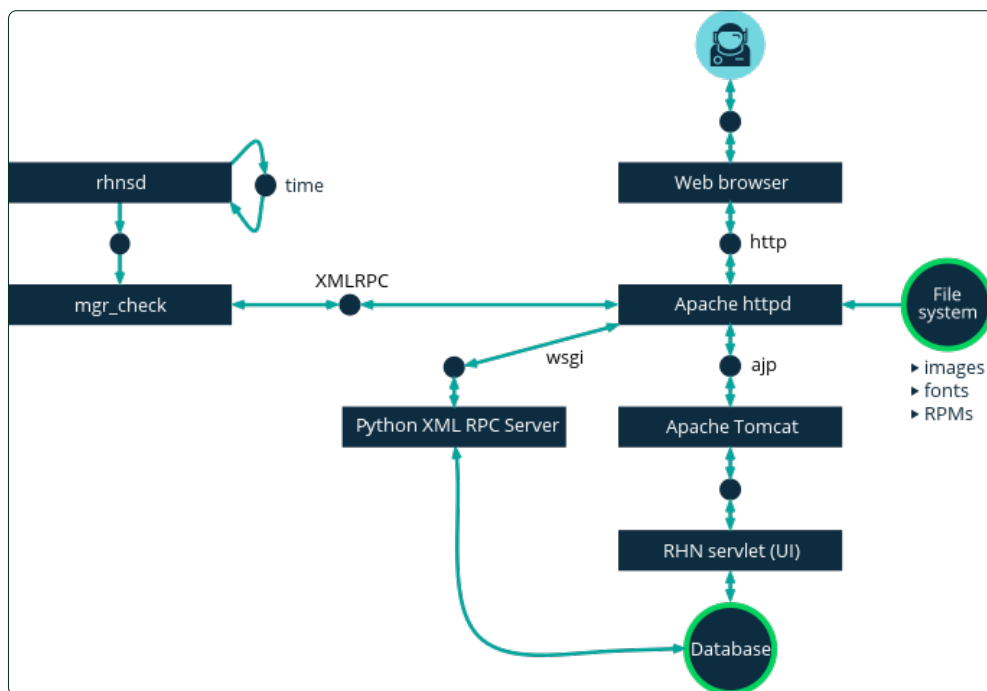 rhnsd
time
Web browser
http
XMLRPC
mgr_check
Apache httpd
File
system
wsgi
ajp
▸ images
▸ fonts
▸ RPMs
Python XML RPC Server
Apache Tomcat
RHN servlet (UI)
Database